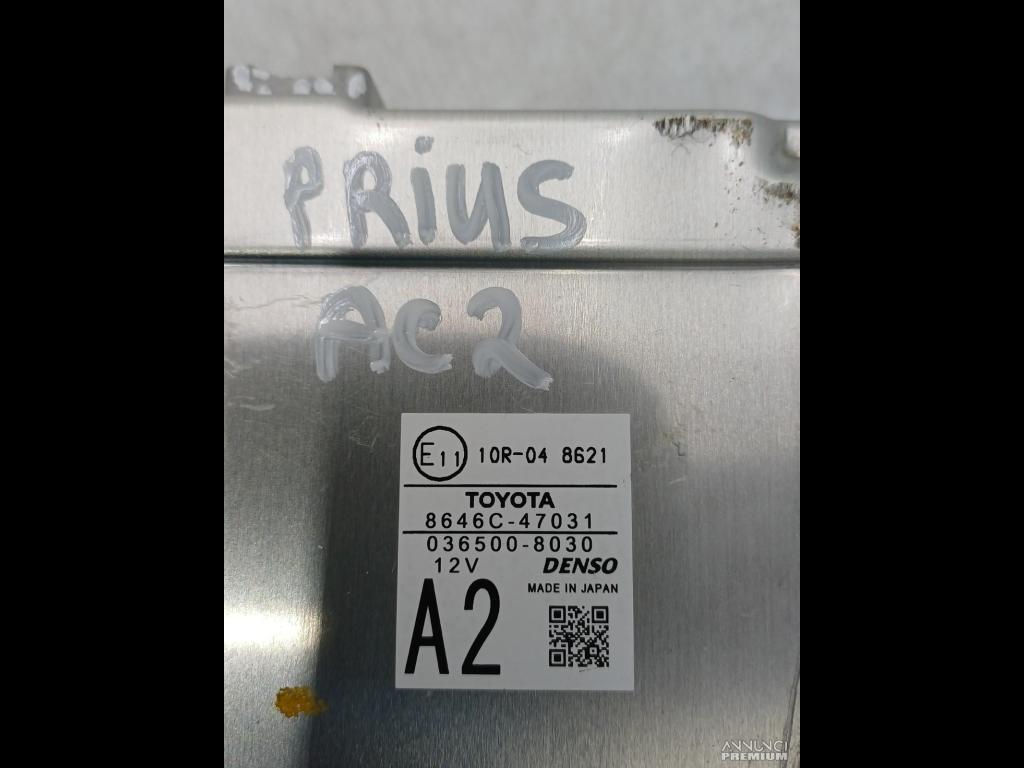 PRiUS
AC2
E11 10R-04 8621
TOYOTA
8646C-47031
036500-8030
12V DENSO
MADE IN JAPAN
A2
ANNUNCI
PREMIUM